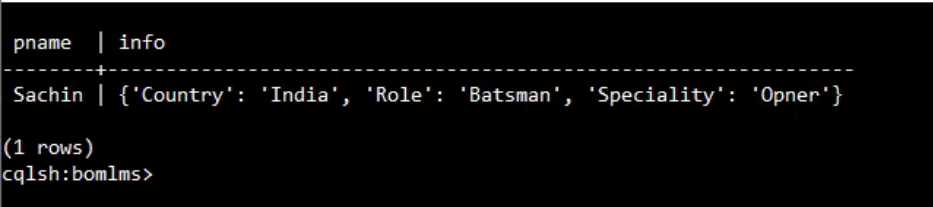 pname | info
--------+---------------------------------------------------------------
Sachin | {'Country': 'India', 'Role': 'Batsman', 'Speciality': 'Opner'}
(1 rows)
cqlsh:bomlms>